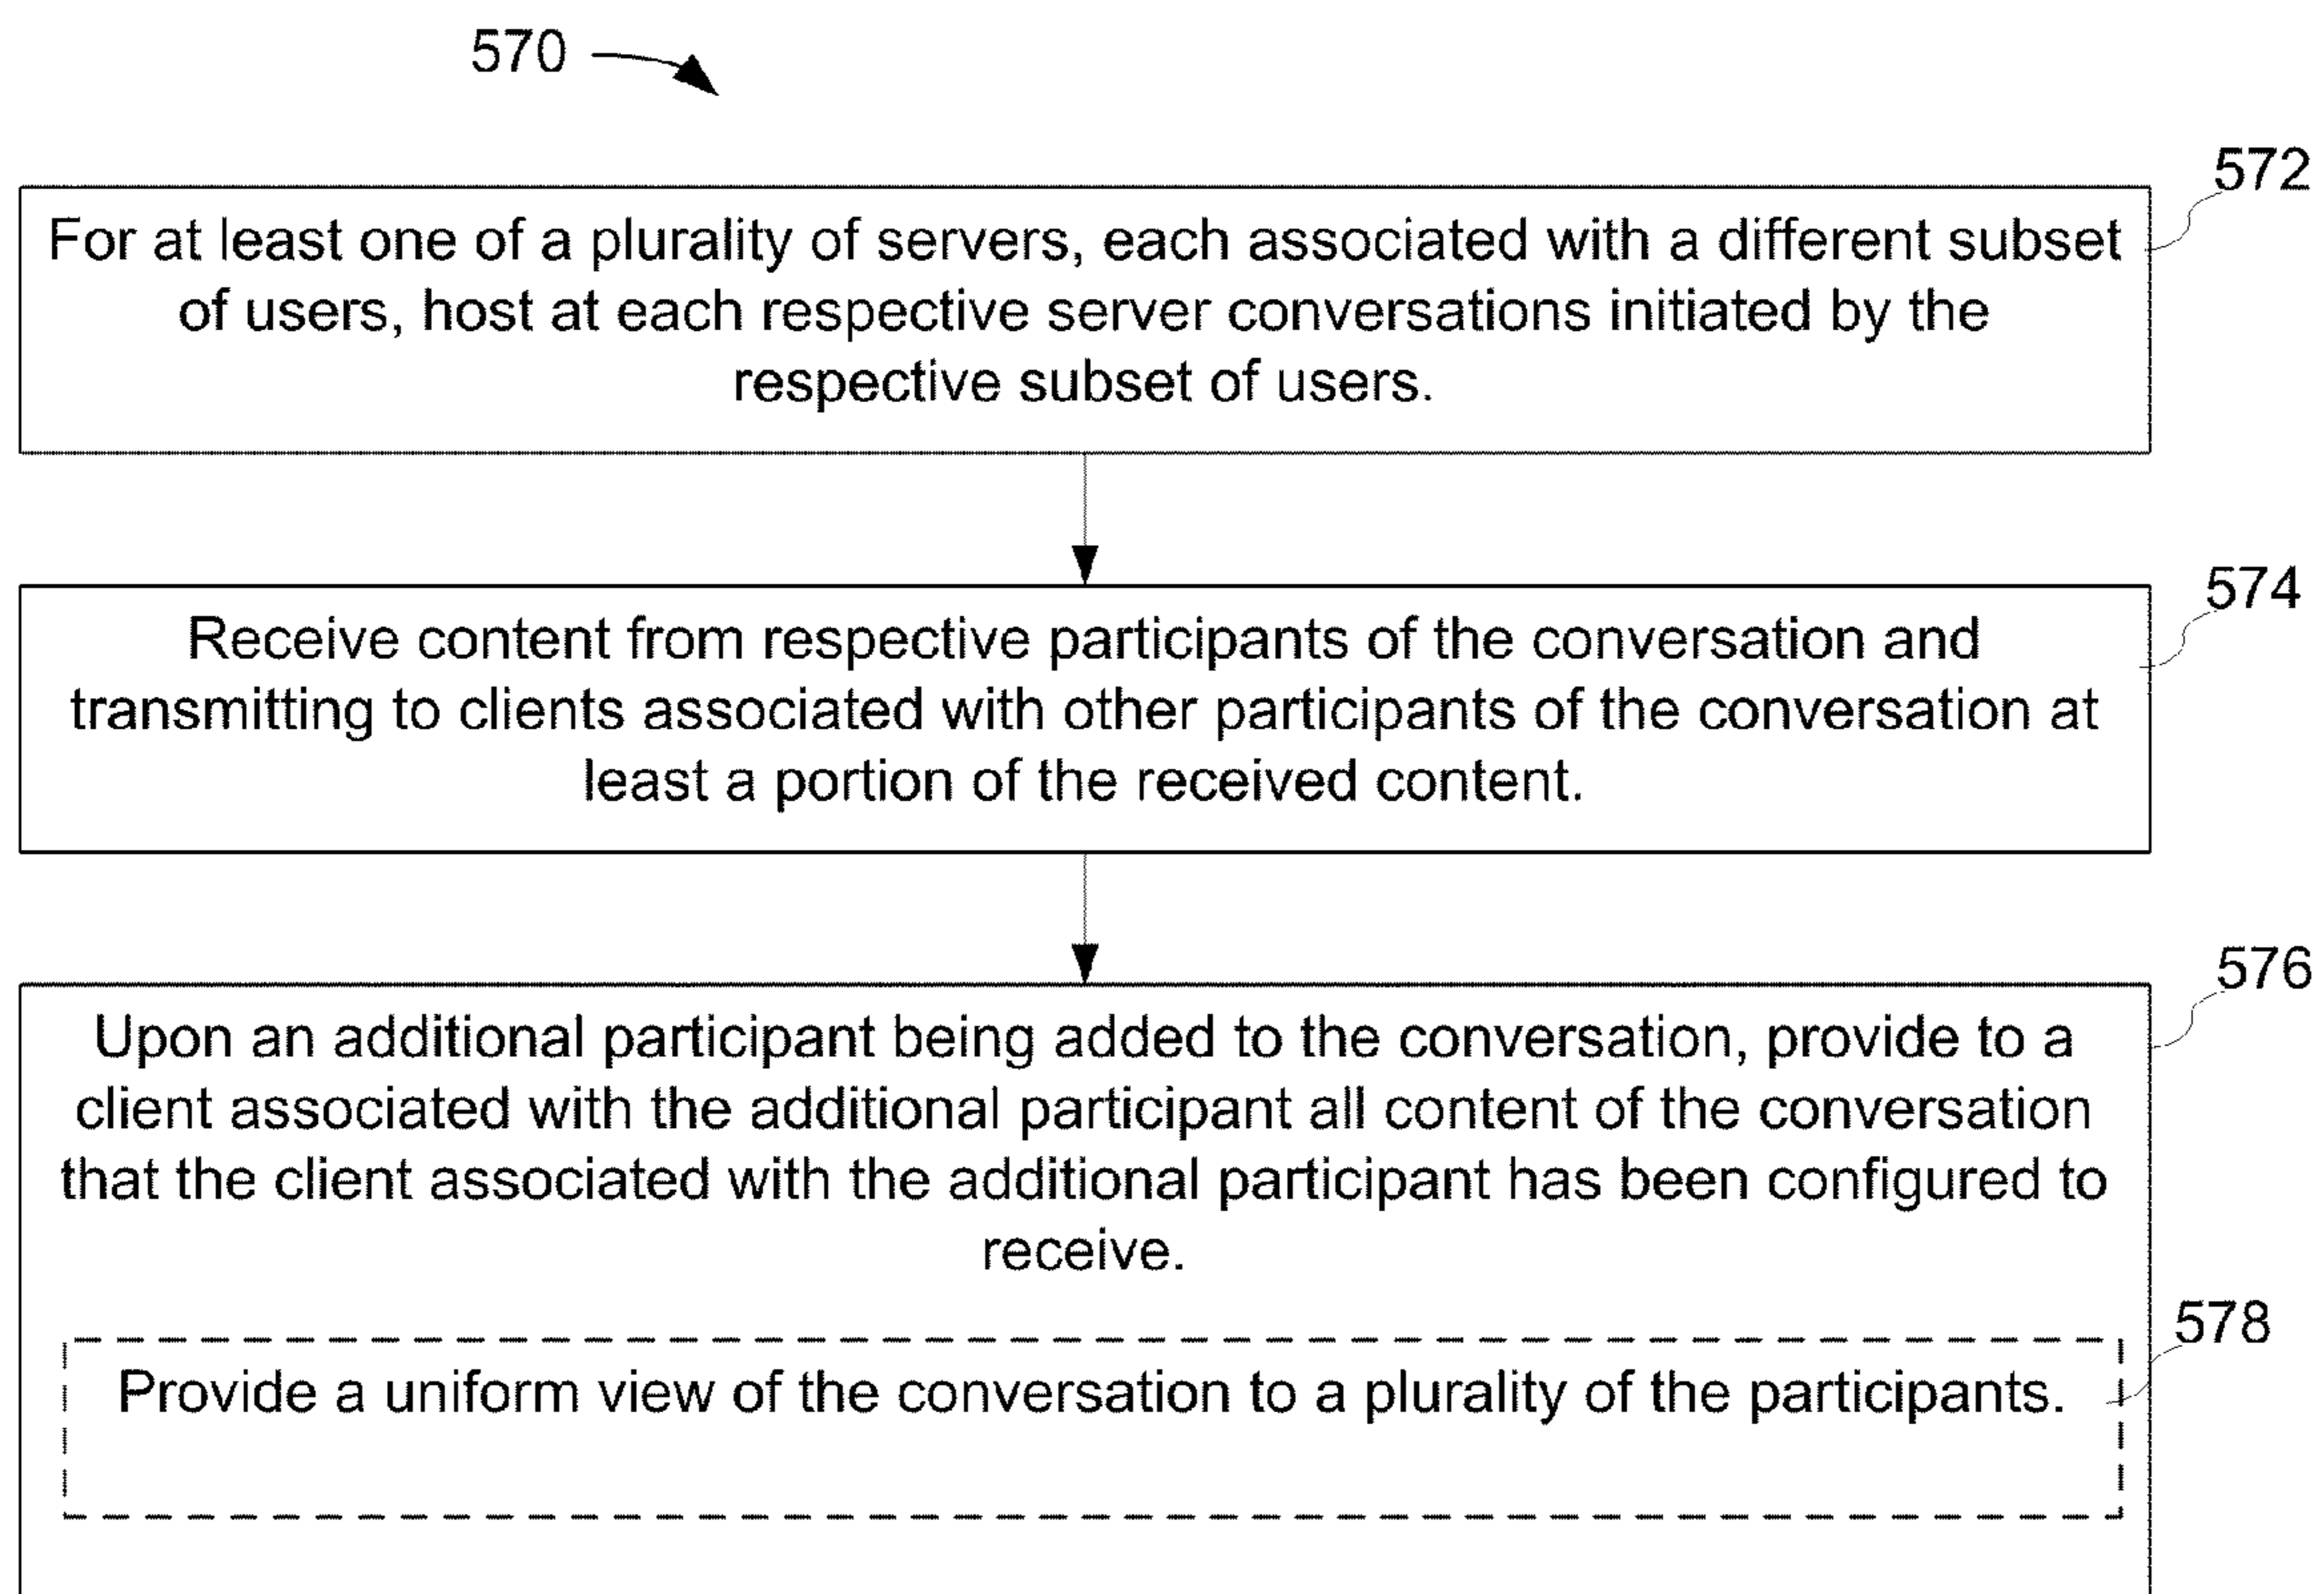 570
572
For at least one of a plurality of servers, each associated with a different subset
of users, host at each respective server conversations initiated by the
respective subset of users.
574
Receive content from respective participants of the conversation and
transmitting to clients associated with other participants of the conversation at
least a portion of the received content.
576
Upon an additional participant being added to the conversation, provide to a
client associated with the additional participant all content of the conversation
that the client associated with the additional participant has been configured to
receive.
578
Provide a uniform view of the conversation to a plurality of the participants.